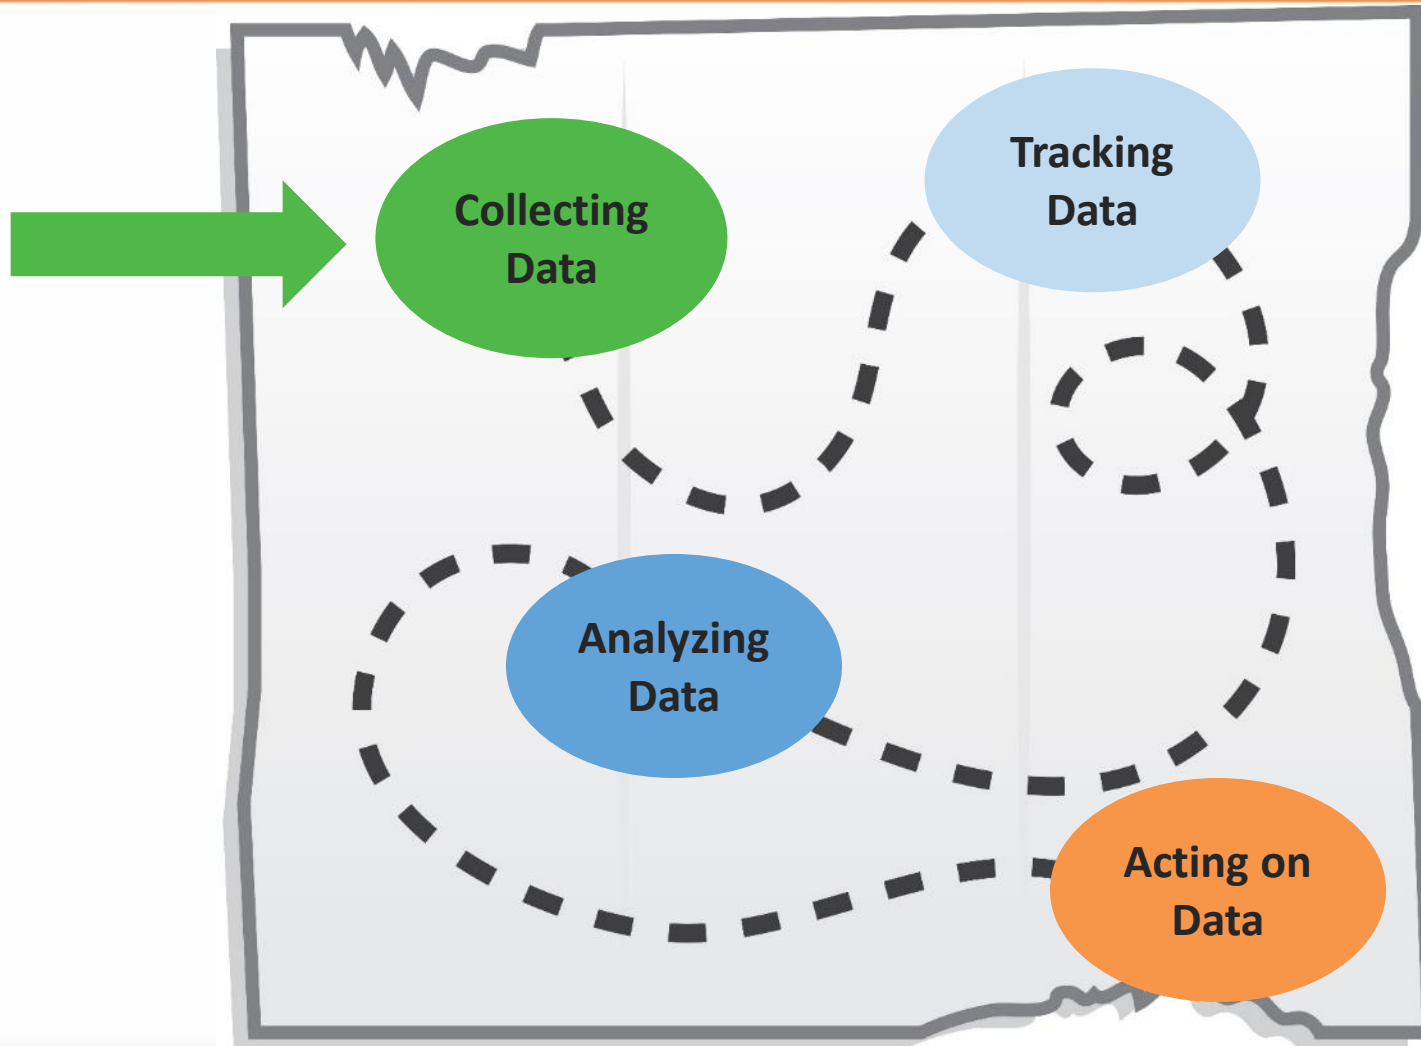 Collecting
Data
Tracking
Data
Analyzing
Data
Acting on
Data